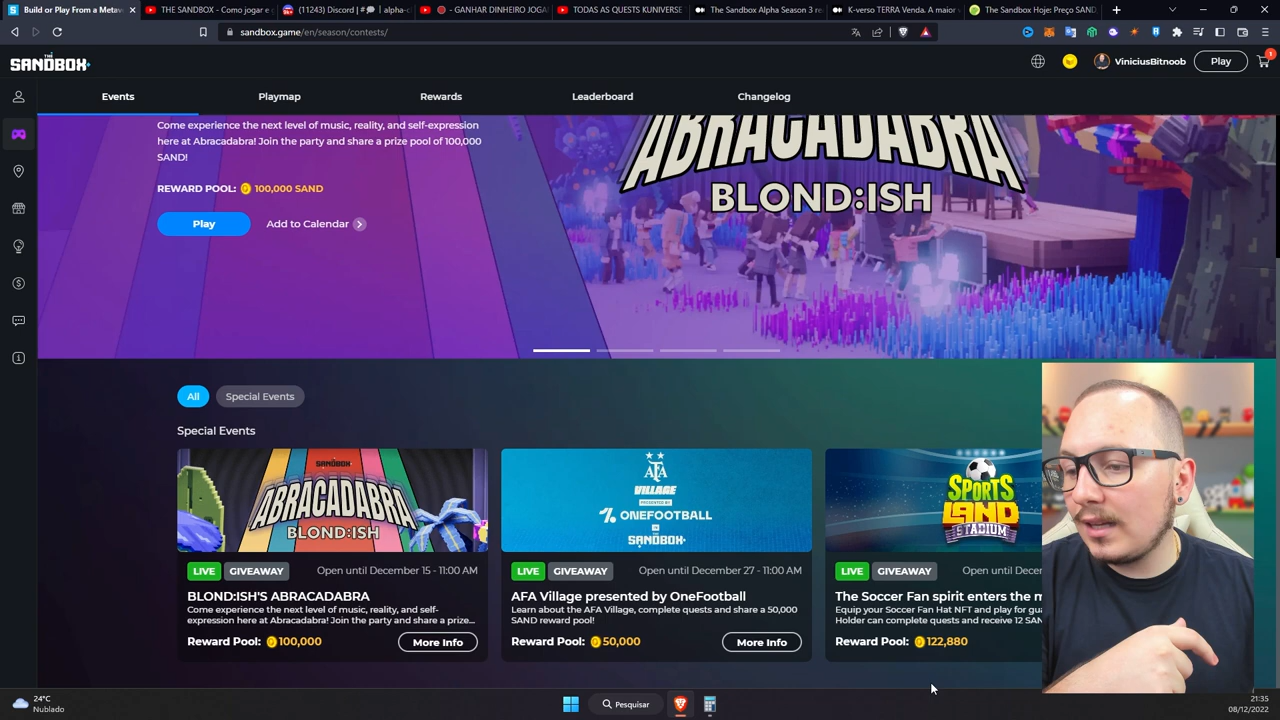 Build or Play From a Metav
THE SANDBOX - Como jogar e g
(11243) Discord | #
| alpha-c
- GANHAR DINHEIRO JOGA
TODAS AS QUESTS KUNIVERSE
The Sandbox Alpha Season 3 re
K-verso TERRA Venda. A maior v
The Sandbox Hoje: Preço SAND
sandbox.game/en/season/contests/
THE
SANDBOX
ViniciusBitnoob
Play
1
Events
Playmap
Rewards
Leaderboard
Changelog
Come experience the next level of music, reality, and self-expression
here at Abracadabra! Join the party and share a prize pool of 100,000
SAND!
REWARD POOL: 100,000 SAND
Play
Add to Calendar
ABRACADABRA
BLOND:ISH
All
Special Events
Special Events
SANDBOX
ABRACADABRA
BLOND:ISH
LIVE GIVEAWAY Open until December 15 - 11:00 AM
BLOND:ISH'S ABRACADABRA
Come experience the next level of music, reality, and self-
expression here at Abracadabra! Join the party and share a prize...
Reward Pool: 100,000 More Info
AFA
VILLAGE
PRESENTED BY
ONEFOOTBALL
IN
SANDBOX
LIVE GIVEAWAY Open until December 27 - 11:00 AM
AFA Village presented by OneFootball
Learn about the AFA Village, complete quests and share a 50,000
SAND reward pool!
Reward Pool: 50,000 More Info
SPORTS
LAND
STADIUM
LIVE GIVEAWAY Open until Dec
The Soccer Fan spirit enters the m
Equip your Soccer Fan Hat NFT and play for gua
Holder can complete quests and receive 12 SAN
Reward Pool: 122,880
24°C
Nublado
Pesquisar
21:35
08/12/2022